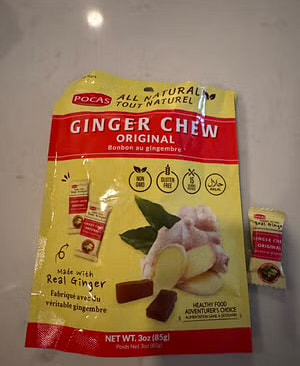 POCAS
ALL NATURAL
TOUT NATUREL
GINGER CHEW
ORIGINAL
Bonbon au gingembre
NON
GMO
GLUTEN
FREE
15
HALAL
Made with
Real Ginger
Fabriqué avec du
véritable gingembre
HEALTHY FOOD
ADVENTURER'S CHOICE
NET WT. 3oz (85g)
Poids Net 3oz (85g)
POCAS
GINGER CHEW
ORIGINAL